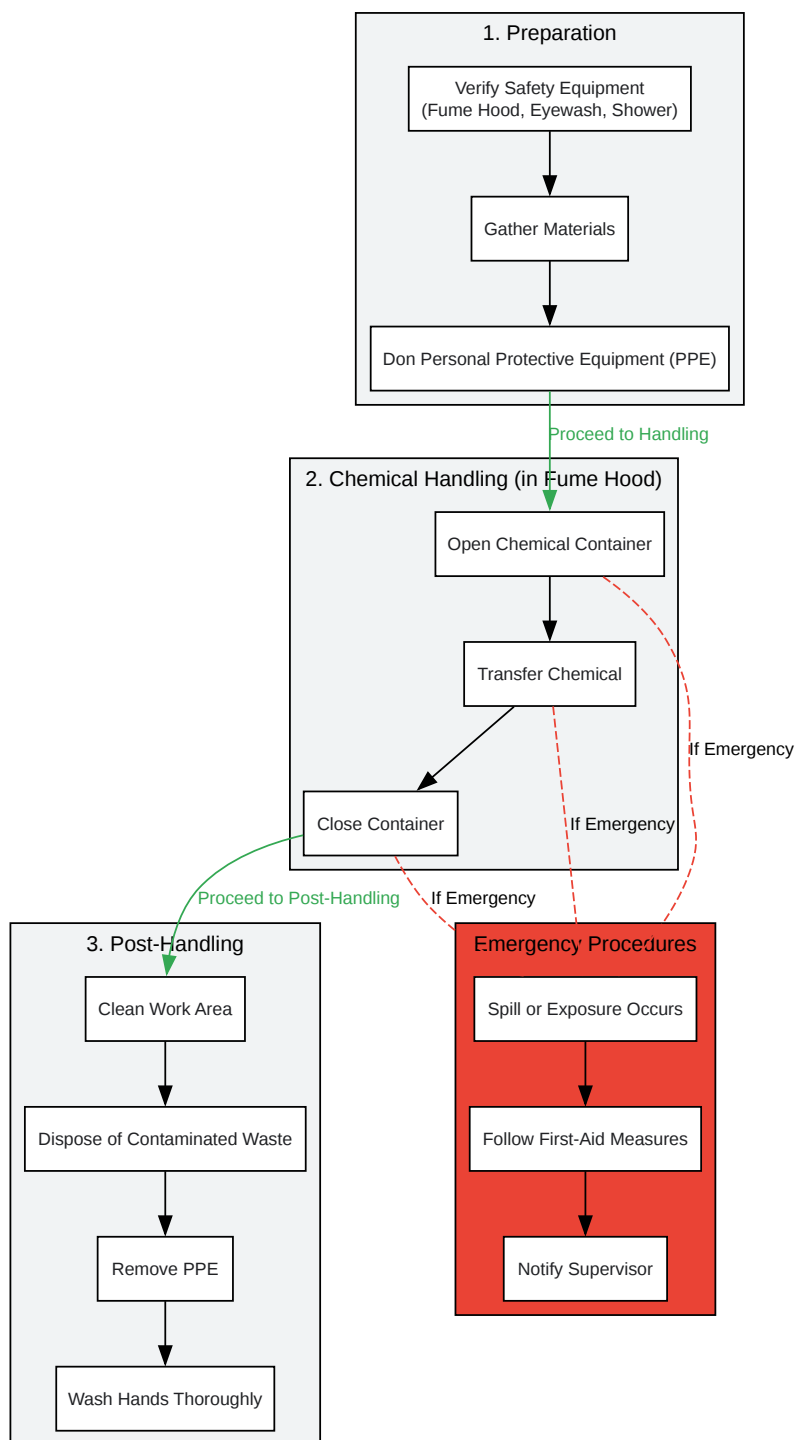 1. Preparation
Verify Safety Equipment
(Fume Hood, Eyewash, Shower)
Gather Materials
Don Personal Protective Equipment (PPE)
Proceed to Handling
2. Chemical Handling (in Fume Hood)
Open Chemical Container
Transfer Chemical
If Emergency
Close Container
If Emergency
Proceed to Post-Handling
If Emergency
3. Post-Handling
Clean Work Area
Dispose of Contaminated Waste
Remove PPE
Wash Hands Thoroughly
Emergency Procedures
Spill or Exposure Occurs
Follow First-Aid Measures
Notify Supervisor